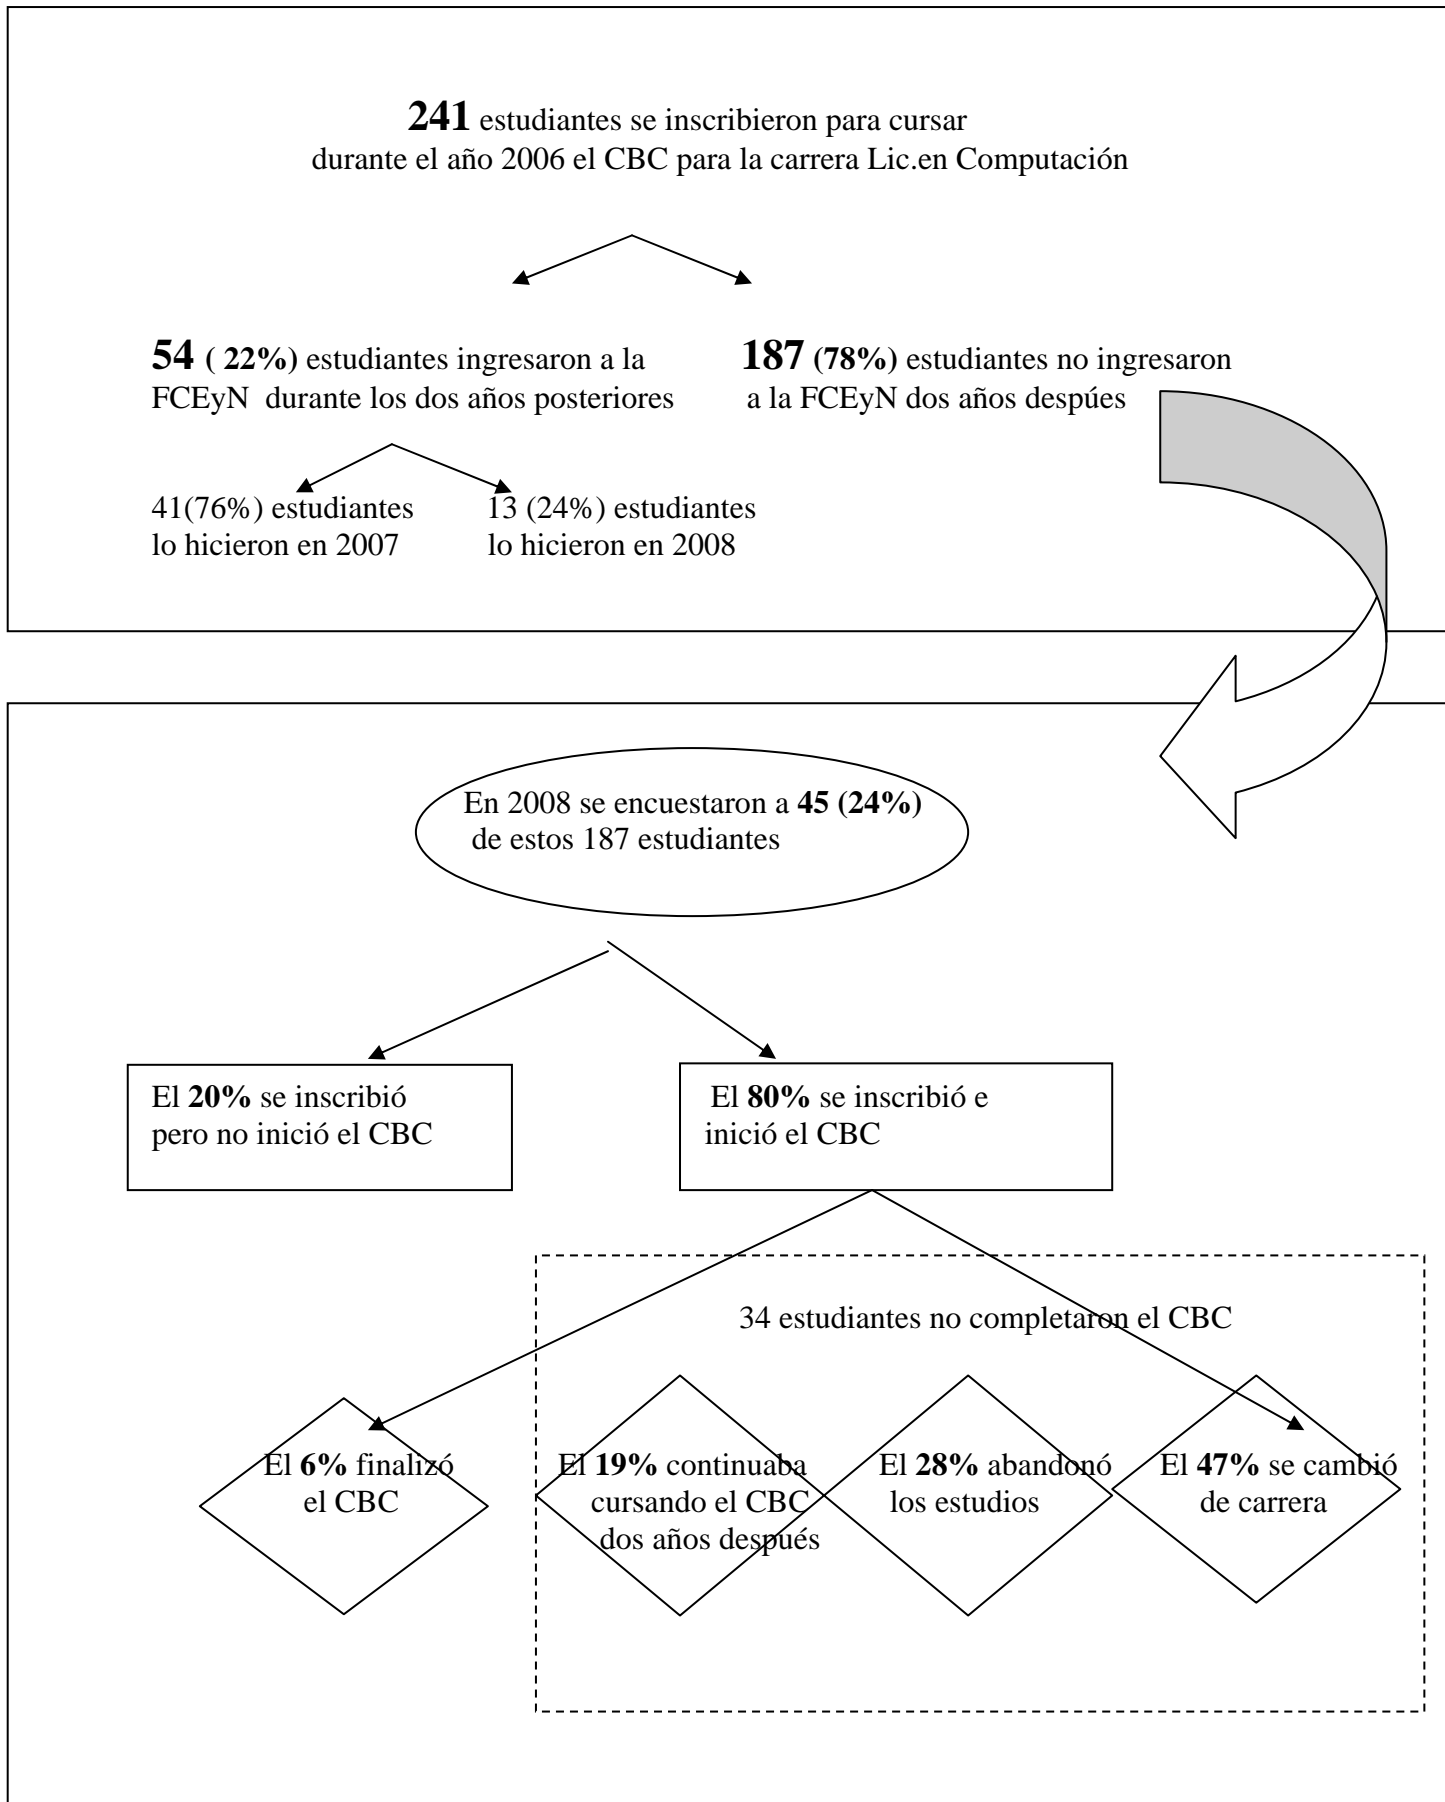 241 estudiantes se inscribieron para cursar
durante el año 2006 el CBC para la carrera Lic.en Computación
54 ( 22%) estudiantes ingresaron a la
FCEyN durante los dos años posteriores
187 (78%) estudiantes no ingresaron
a la FCEyN dos años despúes
41(76%) estudiantes
lo hicieron en 2007
13 (24%) estudiantes
lo hicieron en 2008
En 2008 se encuestaron a 45 (24%)
de estos 187 estudiantes
El 20% se inscribió
pero no inició el CBC
El 80% se inscribió e
inició el CBC
34 estudiantes no completaron el CBC
El 6% finalizó
el CBC
El 19% continuaba
cursando el CBC
dos años después
El 28% abandonó
los estudios
El 47% se cambió
de carrera